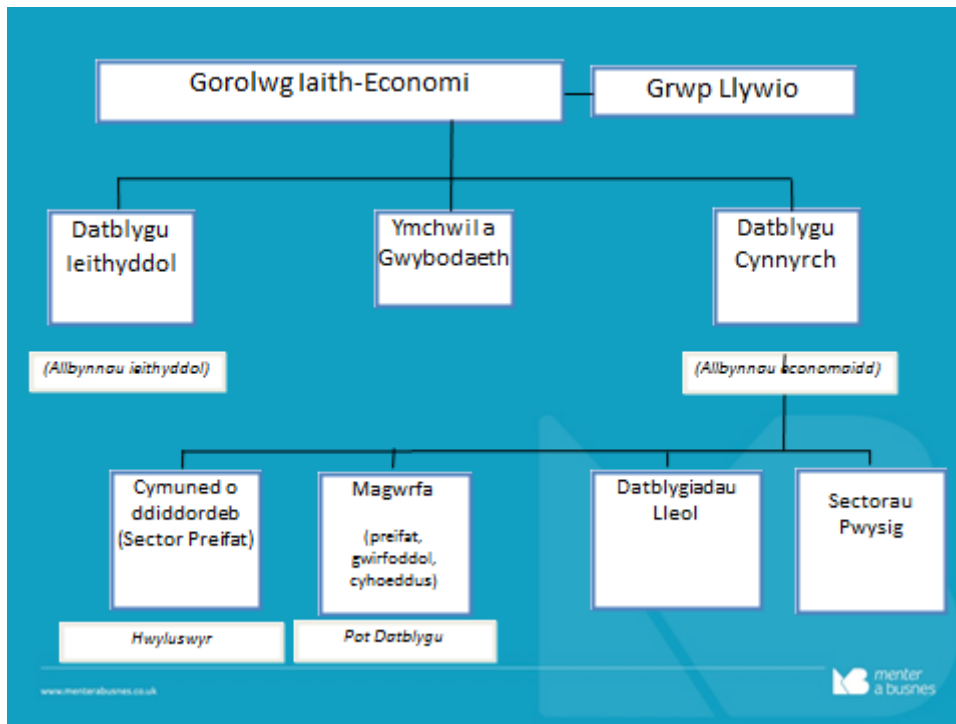 Gorolwg Iaith-Economi
Grwp Llywio
Datblygu
Ieithyddol
Ymchwil a
Gwybodaeth
Datblygu
Cynnyrch
(Allbynnau ieithyddol)
(Allbynnau economaidd)
Cymuned o
ddiddordeb
(Sector Preifat)
Magwrfa
(preifat,
gwirfoddol,
cyhoeddus)
Datblygiadau
Lleol
Sectorau
Pwysig
Hwyluswyr
Pot Datblygu
www.menterabusnes.co.uk
menter
a busnes